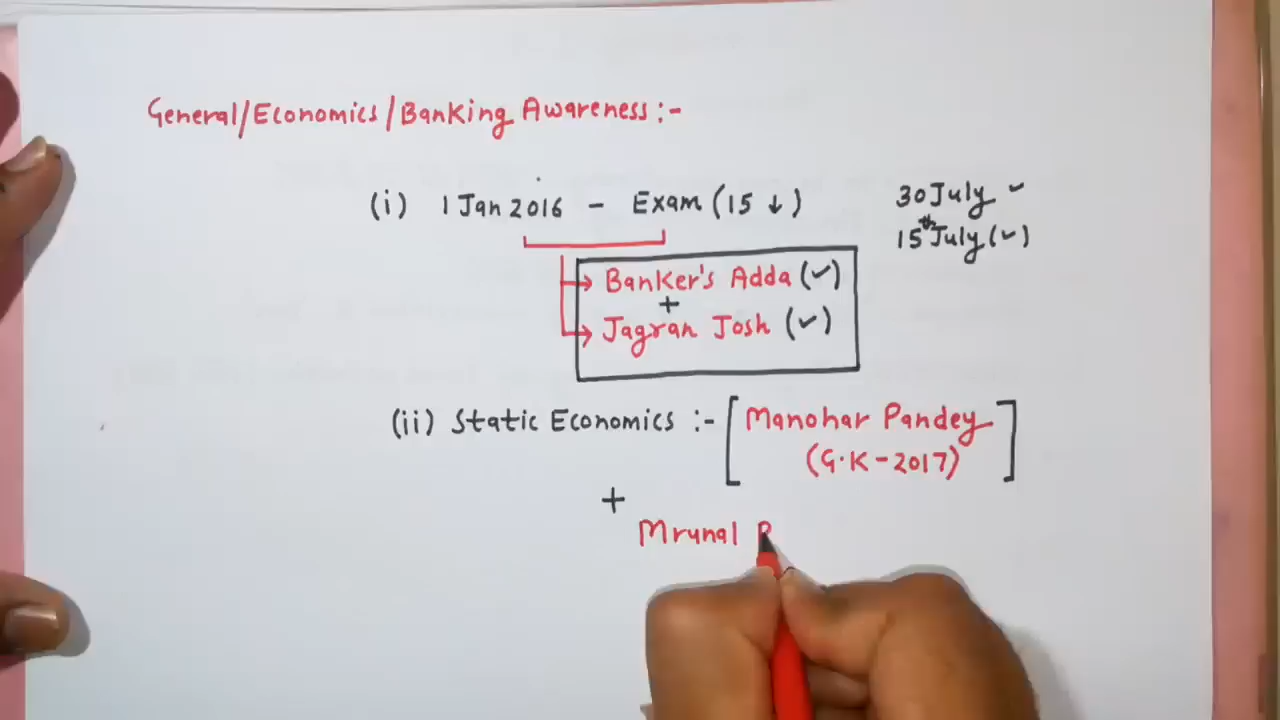 General/Economics/Banking Awareness:-
(i) 1 Jan 2016 - Exam (15 ↓)
30 July ✓
15th July (✓)
→ Banker's Adda (✓)
+
→ Jagran Josh (✓)
(ii) Static Economics :- [Manohar Pandey
(G.K-2017)]
+
Mrunal